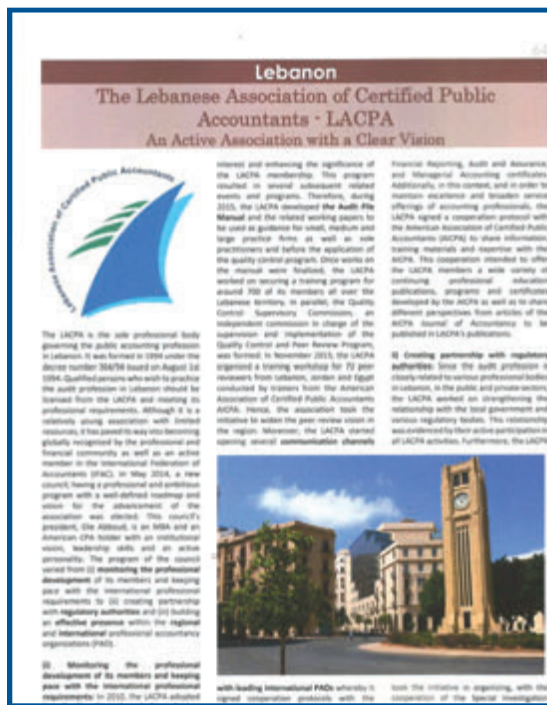 64
Lebanon
The Lebanese Association of Certified Public
Accountants - LACPA
An Active Association with a Clear Vision
Lebanese Association of Certified Public Accountants
The LACPA is the sole professional body
governing the public accounting profession
in Lebanon. It was formed in 1994 under the
decree number 364/94 issued on August 1st
1994. Qualified persons who wish to practice
the audit profession in Lebanon should be
licensed from the LACPA and meeting its
professional requirements. Although it is a
relatively young association with limited
resources, it has paved its way into becoming
globally recognized by the professional and
financial community as well as an active
member in the International Federation of
Accountants (IFAC). In May 2014, a new
council; having a professional and ambitious
program with a well-defined roadmap and
vision for the advancement of the
association was elected. This council's
president, Elie Abboud, is an MBA and an
American CPA holder with an institutional
vision, leadership skills and an active
personality. The program of the council
varied from (i) monitoring the professional
development of its members and keeping
pace with the international professional
requirements to (ii) creating partnership
with regulatory authorities and (iii) building
an effective presence within the regional
and international professional accountancy
organizations (PAO).
(i) Monitoring the professional
development of its members and keeping
pace with the international professional
requirements: In 2010, the LACPA adopted
interest and enhancing the significance of
the LACPA membership. This program
resulted in several subsequent related
events and programs. Therefore, during
2015, the LACPA developed the Audit File
Manual and the related working papers to
be used as guidance for small, medium and
large practice firms as well as sole
practitioners and before the application of
the quality control program. Once works on
the manual were finalized, the LACPA
worked on securing a training program for
around 700 of its members all over the
Lebanese territory. In parallel, the Quality
Control Supervisory Commission, an
independent commission in charge of the
supervision and implementation of the
Quality Control and Peer Review Program,
was formed. In November 2015, the LACPA
organized a training workshop for 72 peer
reviewers from Lebanon, Jordan and Egypt
conducted by trainers from the American
Association of Certified Public Accountants
AICPA. Hence, the association took the
initiative to widen the peer review vision in
the region. Moreover, the LACPA started
opening several communication channels
with leading international PAOs whereby it
signed cooperation protocols with the
Financial Reporting, Audit and Assurance,
and Managerial Accounting certificates.
Additionally, in this context, and in order to
maintain excellence and broaden service
offerings of accounting professionals, the
LACPA signed a cooperation protocol with
the American Association of Certified Public
Accountants (AICPA) to share information,
training materials and expertise with the
AICPA. This cooperation intended to offer
the LACPA members a wide variety of
continuing professional education
publications, programs and certificates
developed by the AICPA as well as to share
different perspectives from articles of the
AICPA Journal of Accountancy to be
published in LACPA's publications.
ii) Creating partnership with regulatory
authorities: Since the audit profession is
closely related to various professional bodies
in Lebanon, in the public and private sectors,
the LACPA worked on strengthening the
relationship with the local government and
various regulatory bodies. This relationship
was evidenced by their active participation in
all LACPA activities. Furthermore, the LACPA
took the initiative in organizing, with the
cooperation of the Special Investigation